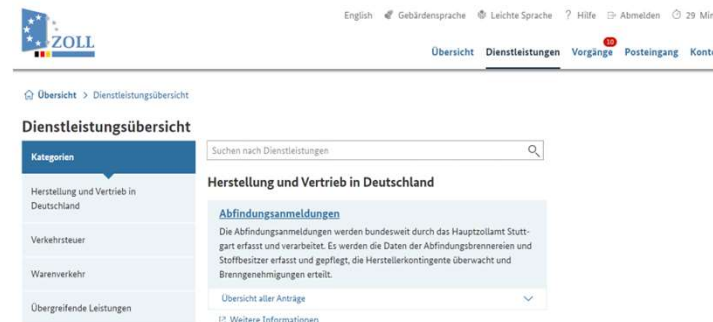 English Gebärdensprache Leichte Sprache ? Hilfe Abmelden 29 Min
ZOLL
Übersicht Dienstleistungen Vorgänge 10 Posteingang Konto
Übersicht > Dienstleistungsübersicht
Dienstleistungsübersicht
Kategorien
Herstellung und Vertrieb in
Deutschland
Verkehrsteuer
Warenverkehr
Übergreifende Leistungen
Suchen nach Dienstleistungen
Herstellung und Vertrieb in Deutschland
Abfindungsanmeldungen
Die Abfindungsanmeldungen werden bundesweit durch das Hauptzollamt Stutt-
gart erfasst und verarbeitet. Es werden die Daten der Abfindungsbrennereien und
Stoffbesitzer erfasst und gepflegt, die Herstellerkontingente überwacht und
Brenngenehmigungen erteilt.
Übersicht aller Anträge
Weitere Informationen